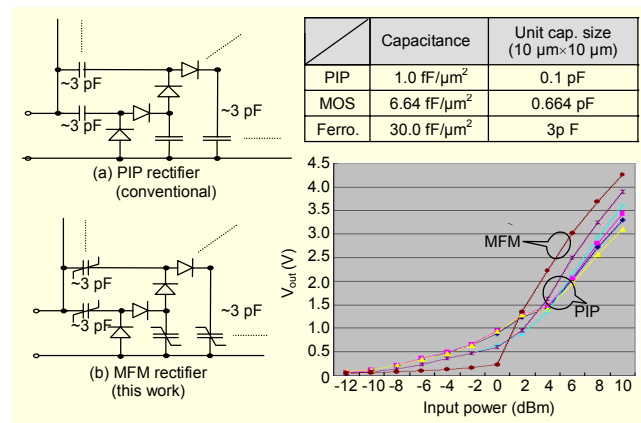 ~3 pF
~3 pF
~3 pF
(a) PIP rectifier
(conventional)
~3 pF
~3 pF
~3 pF
(b) MFM rectifier
(this work)
Capacitance
Unit cap. size
(10 µm×10 µm)
PIP
1.0 fF/µm²
0.1 pF
MOS
6.64 fF/µm²
0.664 pF
Ferro.
30.0 fF/µm²
3p F
4.5
4.0
3.5
3.0
2.5
2.0
1.5
1.0
0.5
0
Vout (V)
MFM
PIP
-12 -10 -8 -6 -4 -2 0 2 4 6 8 10
Input power (dBm)